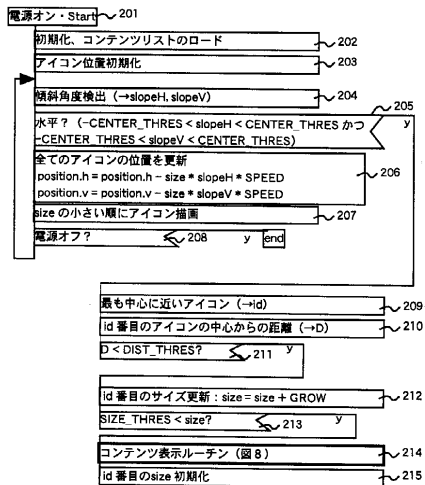 電源オン・Start 201
初期化、コンテンツリストのロード 202
アイコン位置初期化 203
傾斜角度検出（→slopeH, slopeV） 204
205
水平？（−CENTER_THRES < slopeH < CENTER_THRES かつ y
−CENTER_THRES < slopeV < CENTER_THRES）
全てのアイコンの位置を更新
position.h = position.h − size * slopeH * SPEED 206
position.v = position.v − size * slopeV * SPEED
size の小さい順にアイコン描画 207
電源オフ？ 208 y end
最も中心に近いアイコン（→id） 209
id 番目のアイコンの中心からの距離（→D） 210
D < DIST_THRES? 211 y
id 番目のサイズ更新：size = size + GROW 212
SIZE_THRES < size? 213 y
コンテンツ表示ルーチン（図８） 214
id 番目のsize 初期化 215